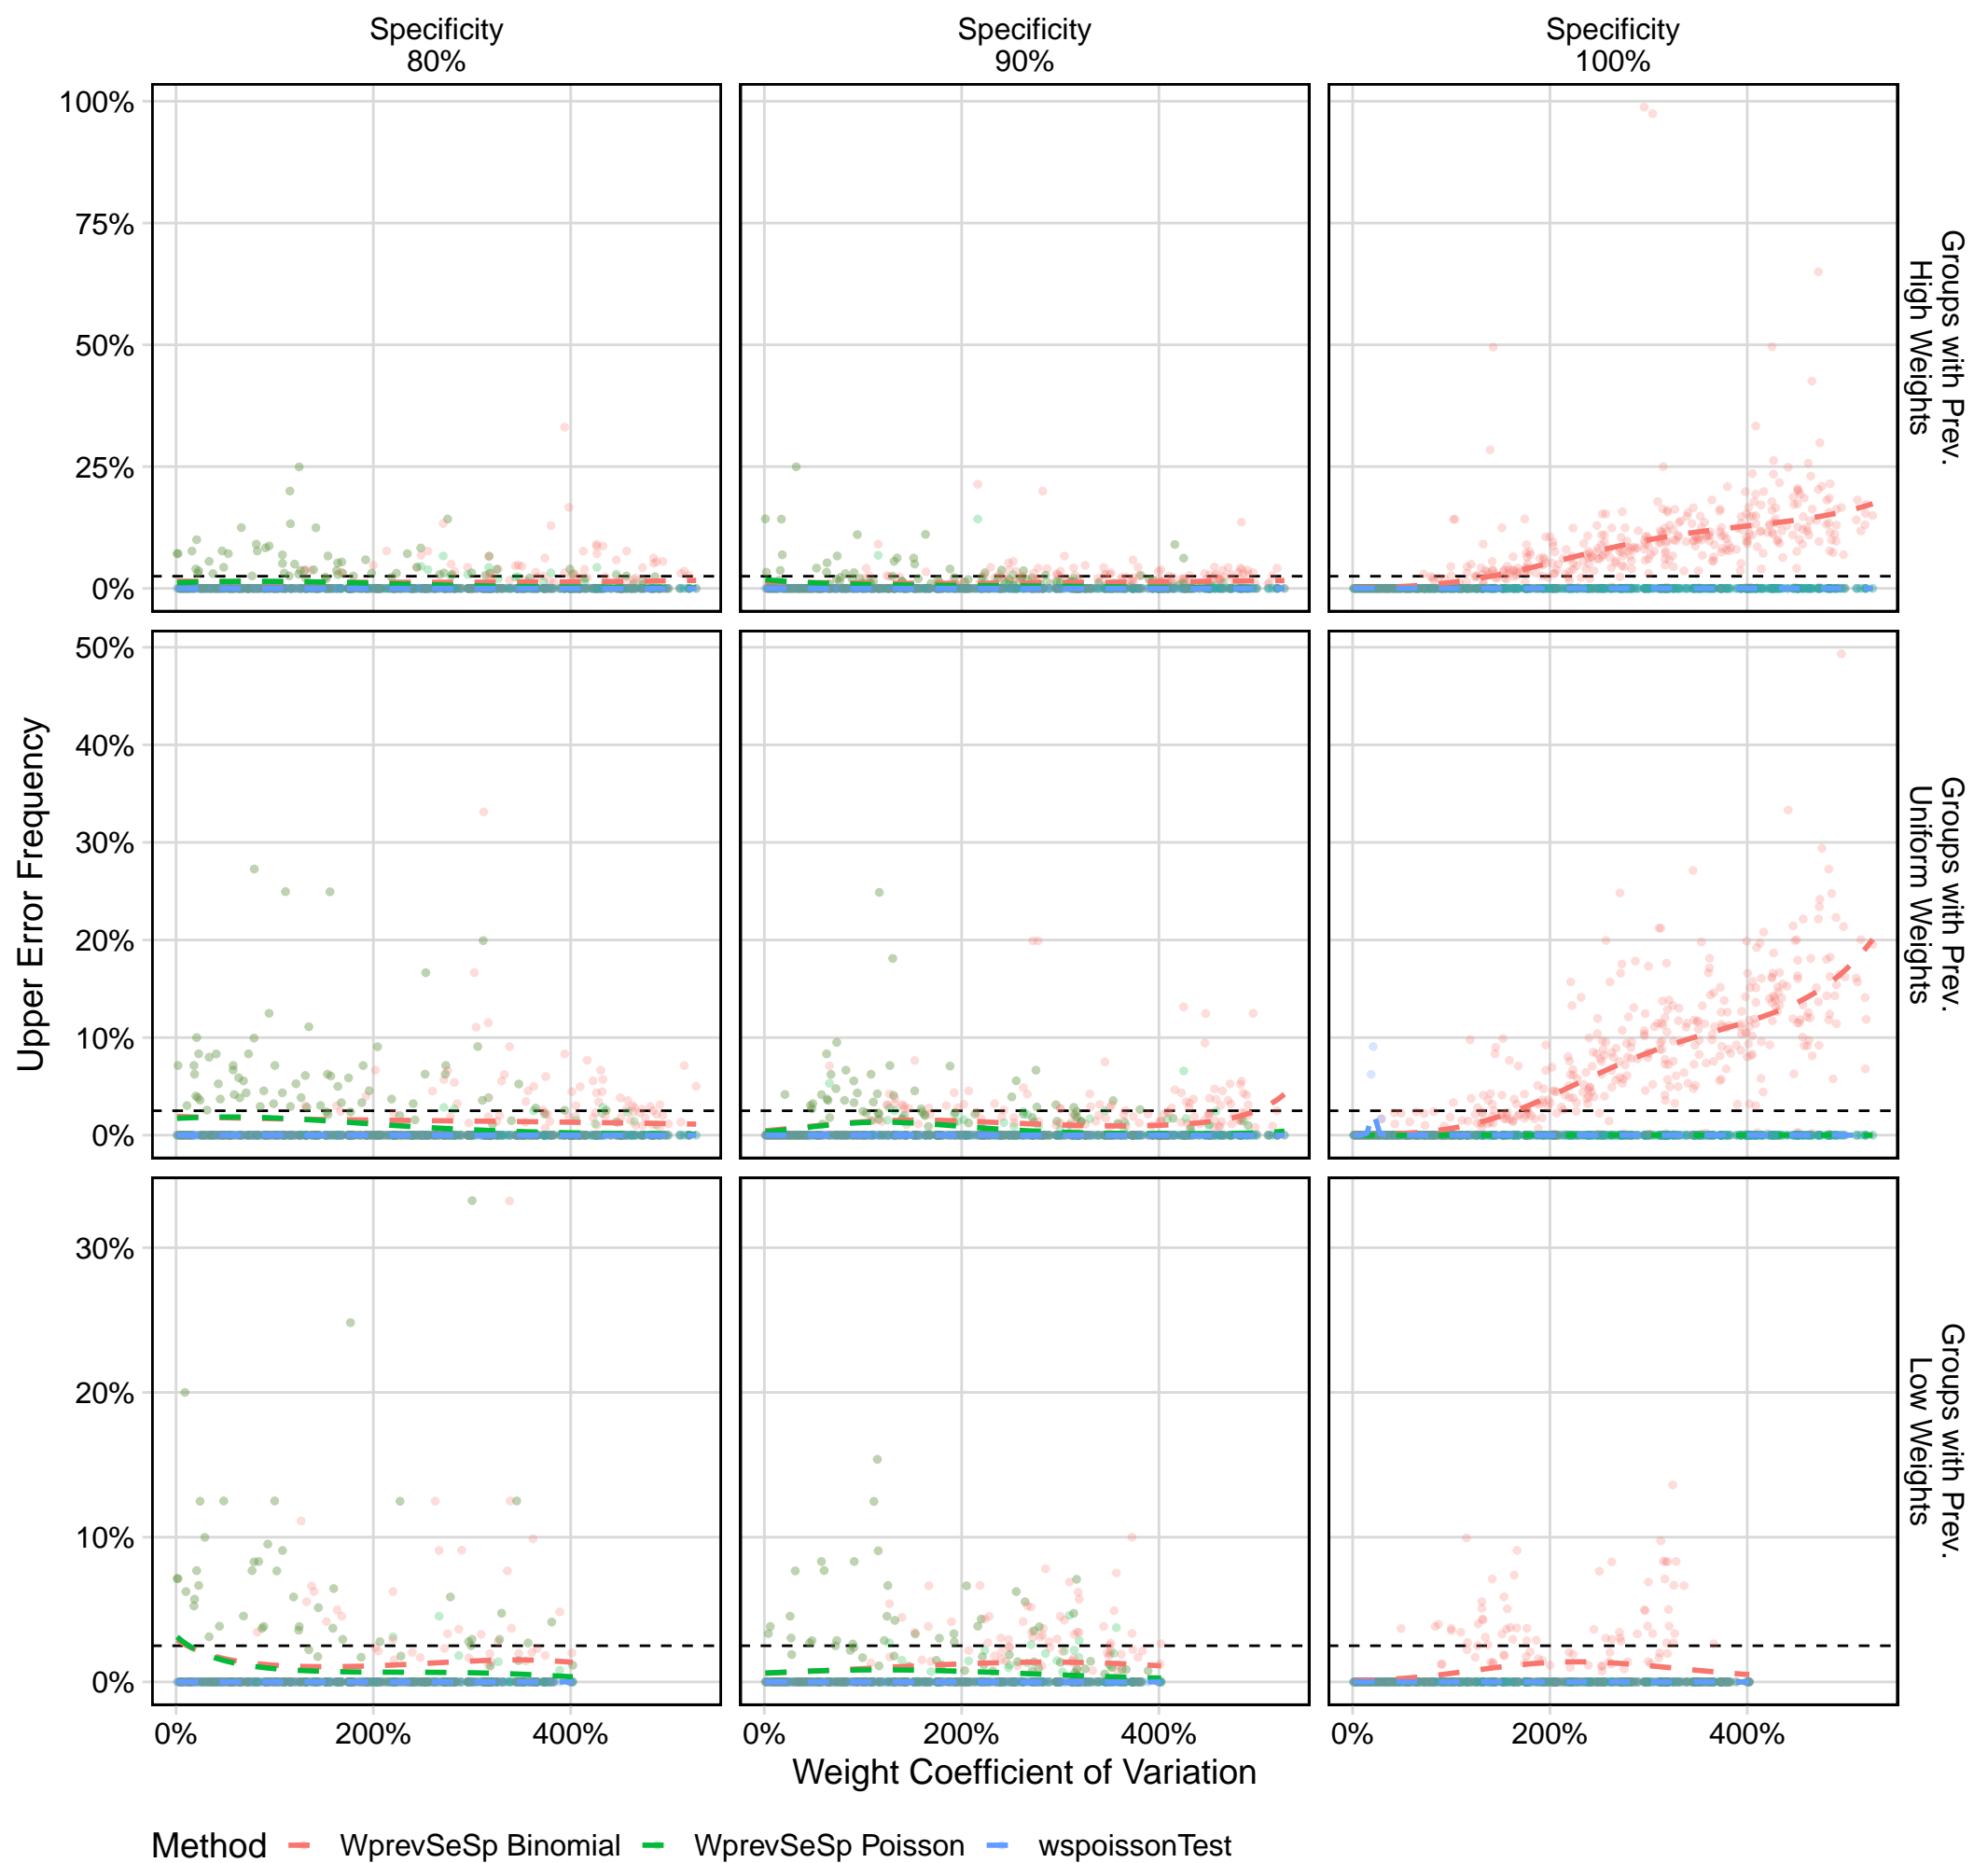 Specificity
80%
Specificity
90%
Specificity
100%
100%
75%
50%
25%
0%
Groups with Prev.
High Weights
50%
40%
30%
20%
10%
0%
Groups with Prev.
Uniform Weights
30%
20%
10%
0%
Groups with Prev.
Low Weights
Upper Error Frequency
0% 200% 400%
0% 200% 400%
0% 200% 400%
Weight Coefficient of Variation
Method WprevSeSp Binomial WprevSeSp Poisson wspoissonTest